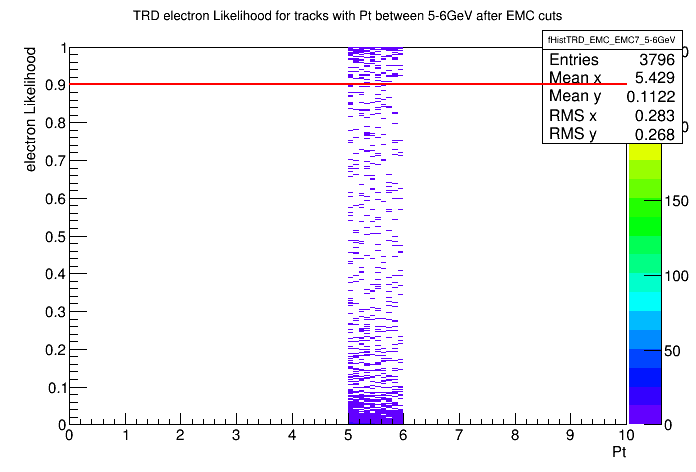 TRD electron Likelihood for tracks with Pt between 5-6GeV after EMC cuts
fHistTRD_EMC_EMC7_5-6GeV
Entries 3796
Mean x 5.429
Mean y 0.1122
RMS x 0.283
RMS y 0.268
electron Likelihood
1
0.9
0.8
0.7
0.6
0.5
0.4
0.3
0.2
0.1
0
0 1 2 3 4 5 6 7 8 9 10
Pt
150
100
50
0